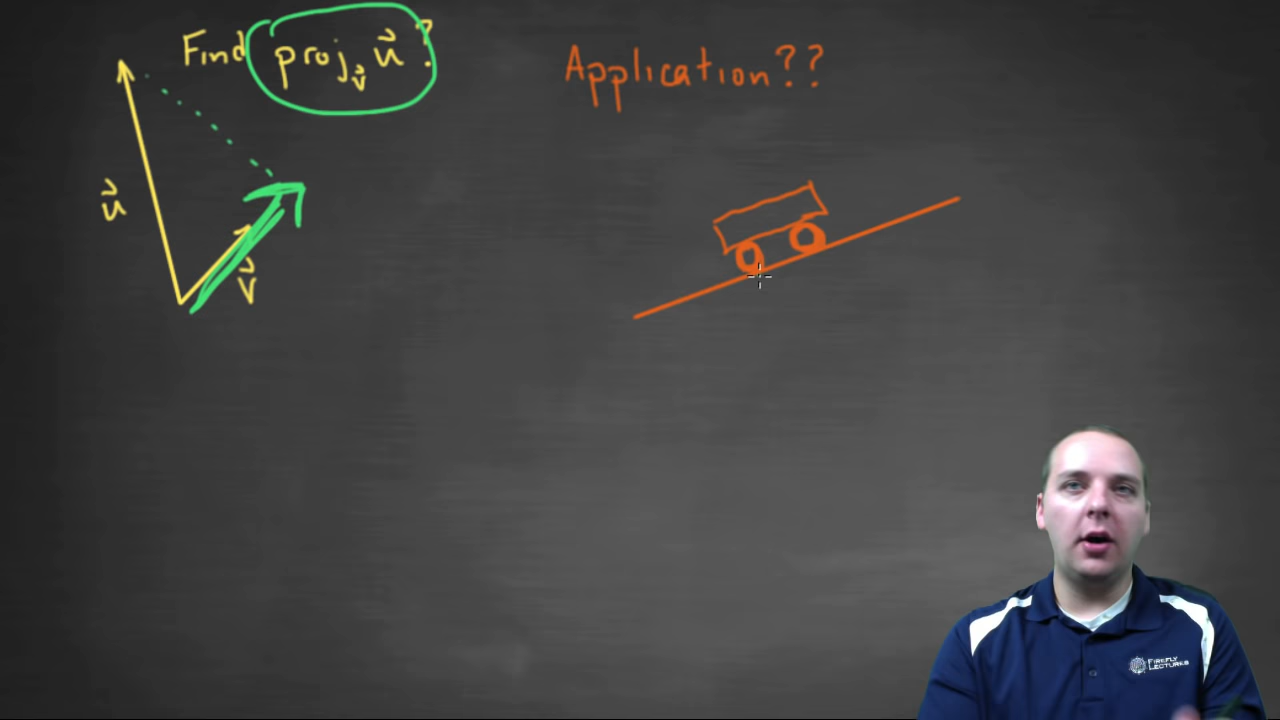 Find proj_v⃗ u⃗ ?
Application??
u⃗
v⃗
FIREFLY
LECTURES